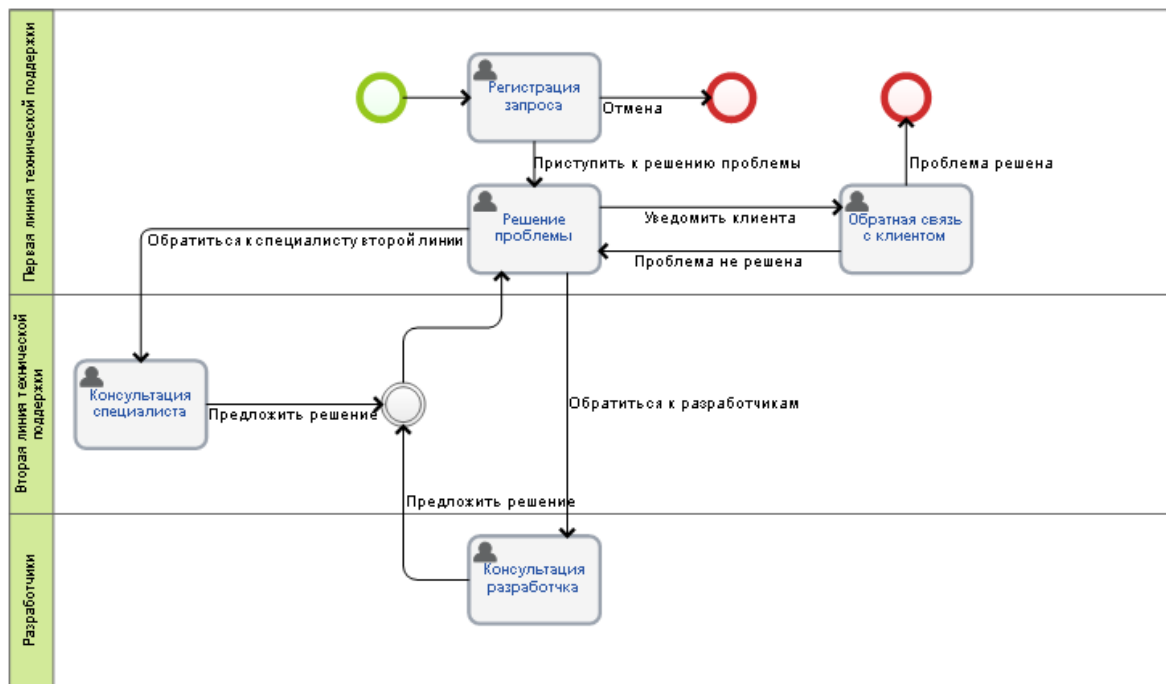 Первая линия технической поддержки
Регистрация
запроса
Отмена
Приступить к решению проблемы
Проблема решена
Решение
проблемы
Уведомить клиента
Обратная связь
с клиентом
Обратиться к специалисту второй линии
Проблема не решена
Вторая линия технической
поддержки
Консультация
специалиста
Предложить решение
Обратиться к разработчикам
Предложить решение
Разработчики
Консультация
разработчка